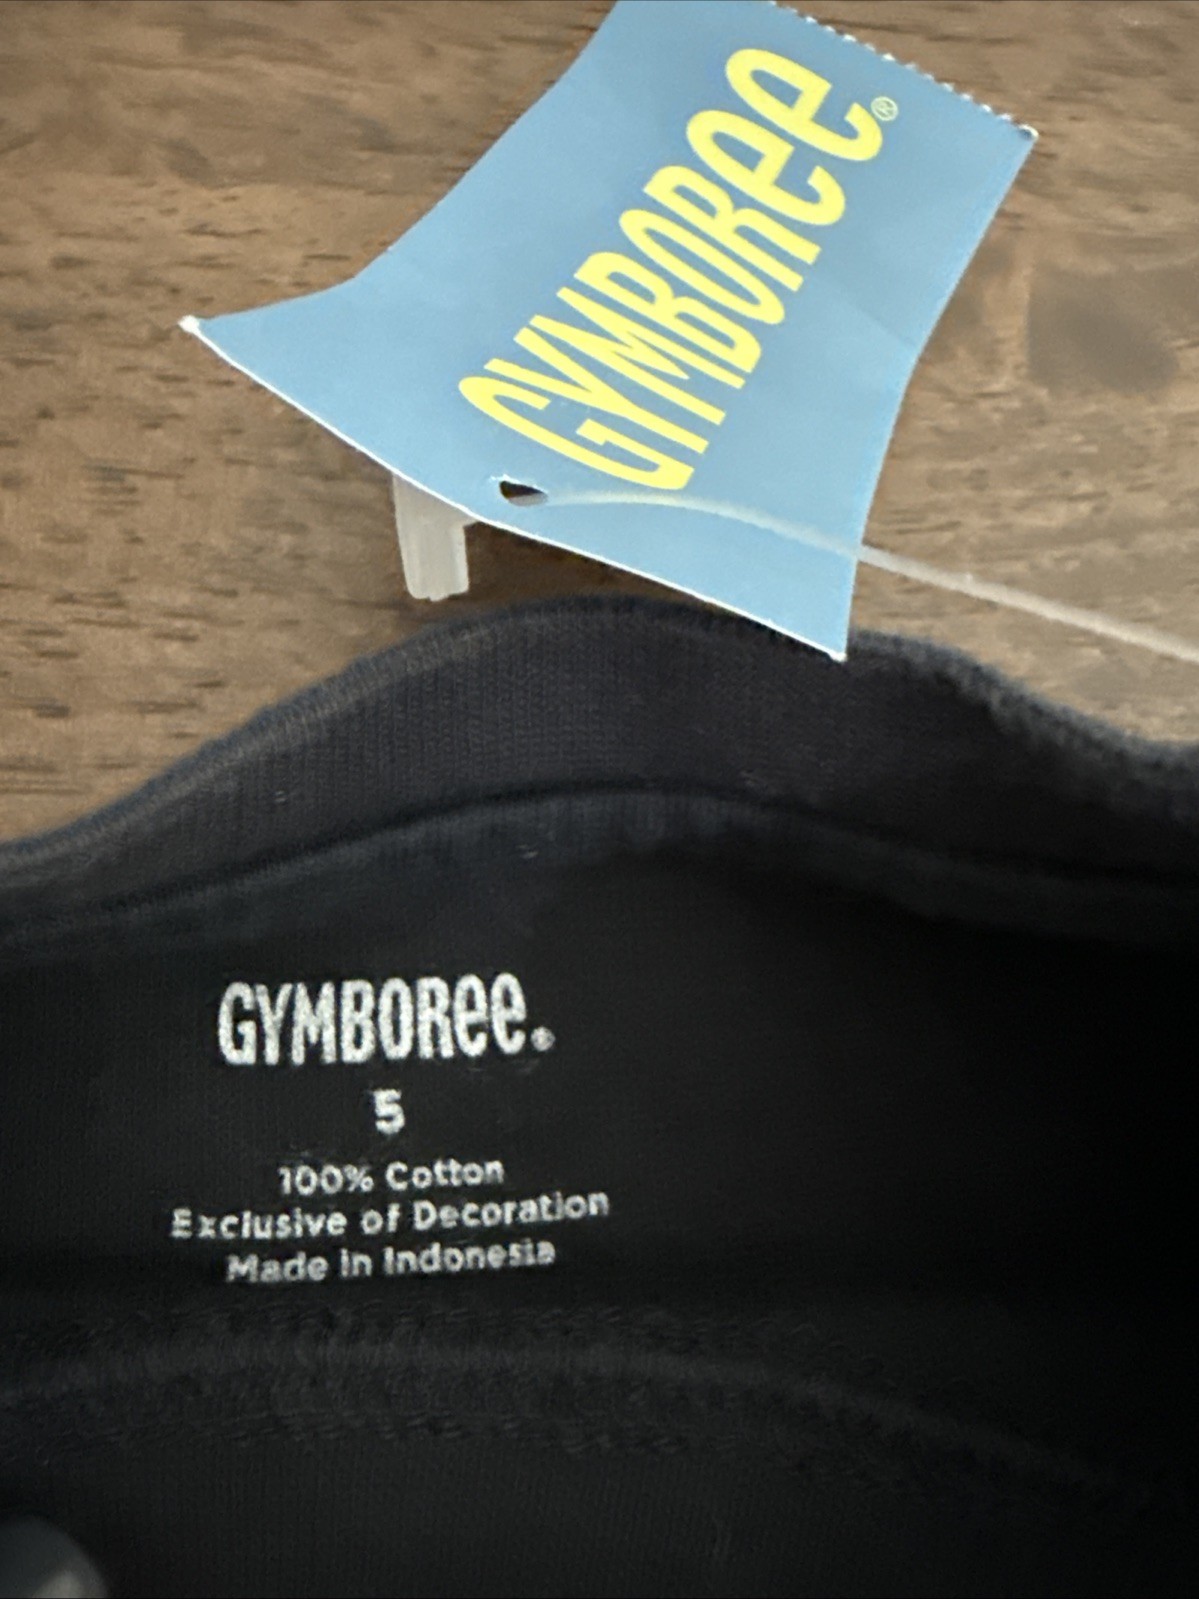 GYMBOREE®
GYMBOREE®
5
100% Cotton
Exclusive of Decoration
Made in Indonesia